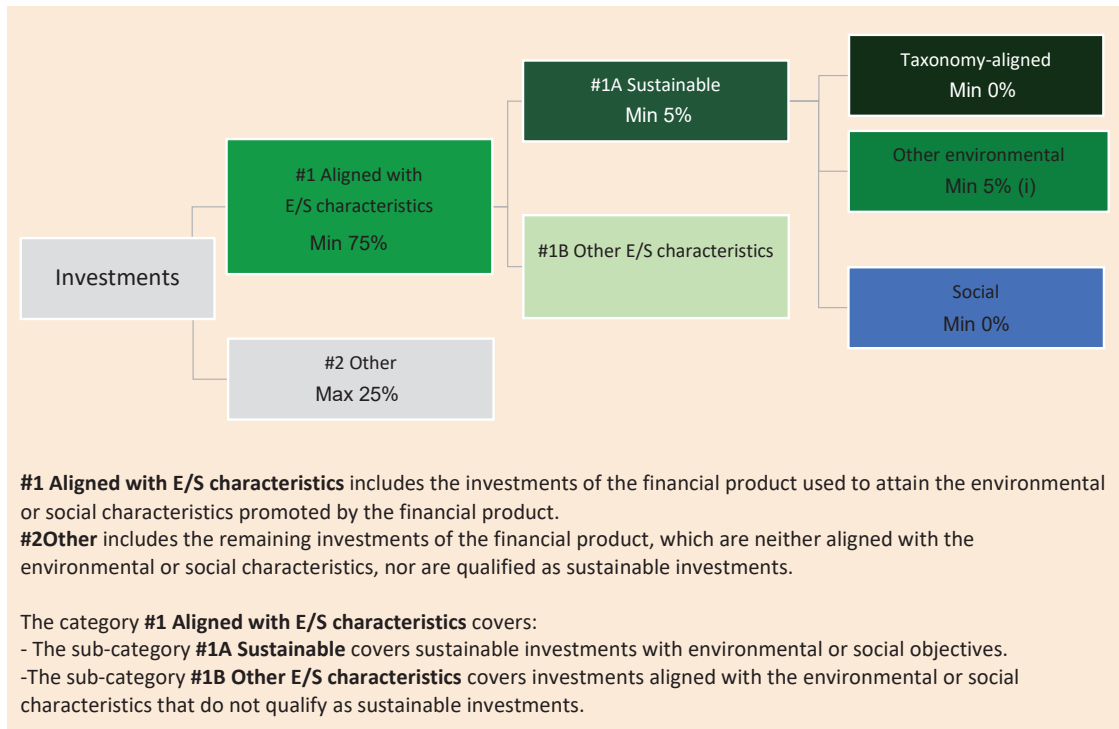 Investments
#1 Aligned with
E/S characteristics
Min 75%
#2 Other
Max 25%
#1A Sustainable
Min 5%
#1B Other E/S characteristics
Taxonomy-aligned
Min 0%
Other environmental
Min 5% (i)
Social
Min 0%
#1 Aligned with E/S characteristics includes the investments of the financial product used to attain the environmental
or social characteristics promoted by the financial product.
#2Other includes the remaining investments of the financial product, which are neither aligned with the
environmental or social characteristics, nor are qualified as sustainable investments.
The category #1 Aligned with E/S characteristics covers:
- The sub-category #1A Sustainable covers sustainable investments with environmental or social objectives.
-The sub-category #1B Other E/S characteristics covers investments aligned with the environmental or social
characteristics that do not qualify as sustainable investments.